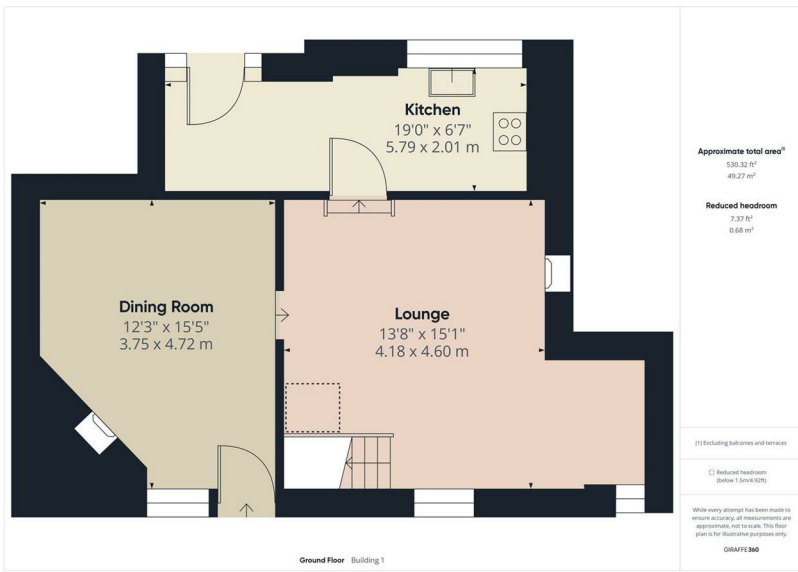 Kitchen
19'0" x 6'7"
5.79 x 2.01 m
Dining Room
12'3" x 15'5"
3.75 x 4.72 m
Lounge
13'8" x 15'1"
4.18 x 4.60 m
Ground Floor Building 1
Approximate total area⁽¹⁾
530.32 ft²
49.27 m²
Reduced headroom
7.37 ft²
0.68 m²
(1) Excluding balconies and terraces
Reduced headroom
(below 1.5m/4.92ft)
While every attempt has been made to
ensure accuracy, all measurements are
approximate, not to scale. This floor
plan is for illustrative purposes only.
GIRAFFE360